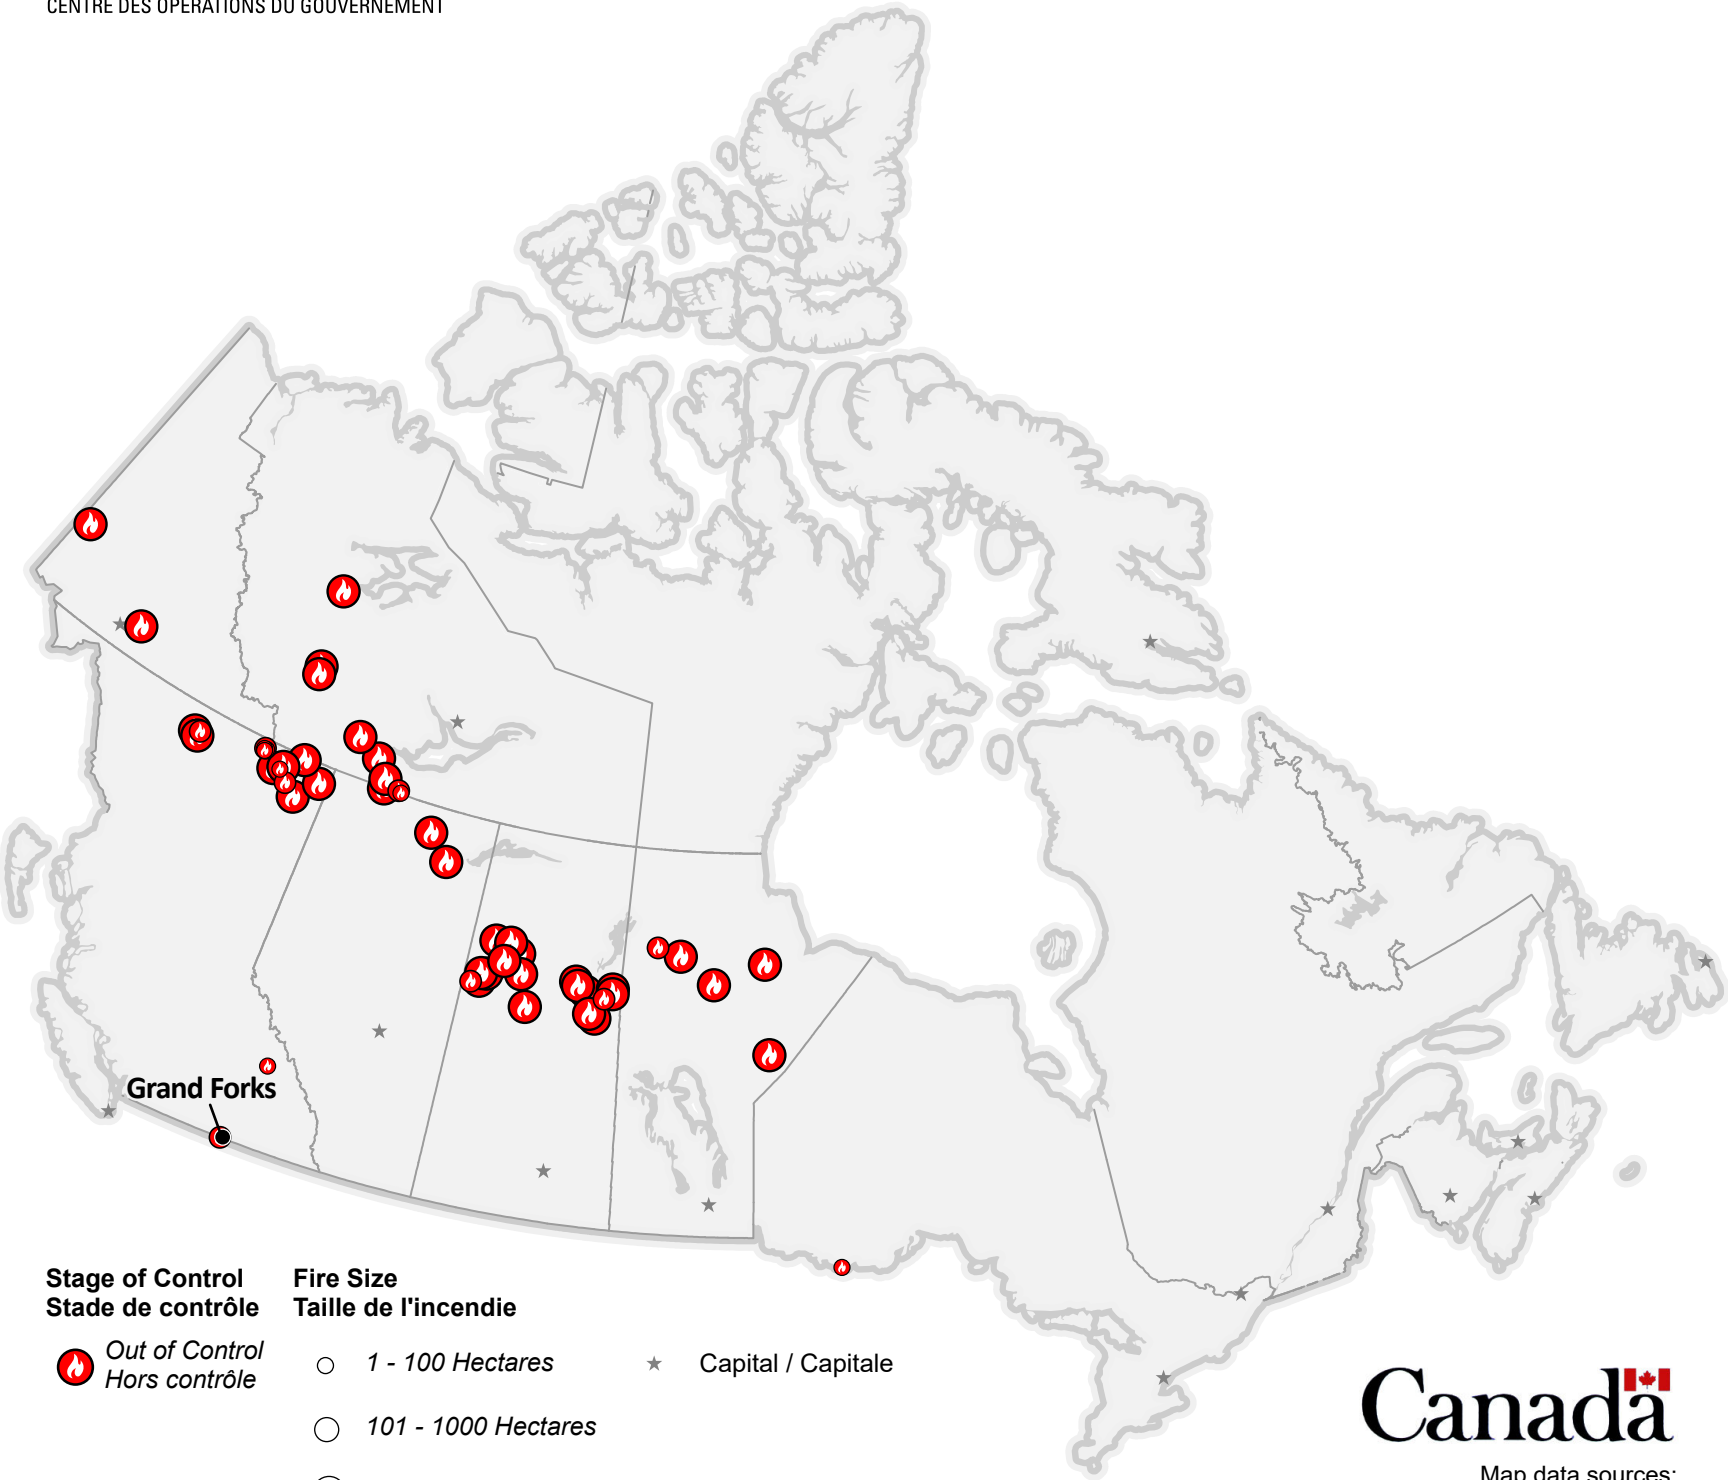 CENTRE DES OPÉRATIONS DU GOUVERNEMENT
Grand Forks
Stage of Control
Stade de contrôle
Out of Control
Hors contrôle
Fire Size
Taille de l'incendie
1 - 100 Hectares
101 - 1000 Hectares
Capital / Capitale
Canada
Map data sources: